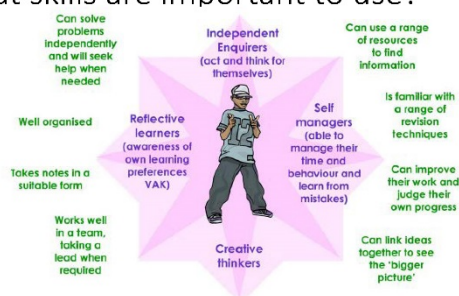 at skills are important to use?
Can solve
problems
independently
and will seek
help when
needed
Independent
Enquirers
(act and think for
themselves)
Can use a range
of resources
to find
information
Well organised
Reflective
learners
(awareness of
own learning
preferences
VAK)
Self
managers
(able to
manage their
time and
behaviour and
learn from
mistakes)
Is familiar with
a range of
revision
techniques
Takes notes in a
suitable form
Can improve
their work and
judge their
own progress
Works well
in a team,
taking a
lead when
required
Creative
thinkers
Can link ideas
together to see
the 'bigger
picture'